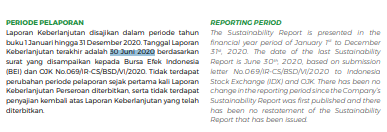 PERIODE PELAPORAN
Laporan Keberlanjutan disajikan dalam periode tahun
buku 1 Januari hingga 31 Desember 2020. Tanggal Laporan
Keberlanjutan terakhir adalah 30 Juni 2020 berdasarkan
surat yang disampaikan kepada Bursa Efek Indonesia
(BEI) dan OJK No.069/IR-CS/BSD/VI/2020. Tidak terdapat
perubahan periode pelaporan sejak pertama kali Laporan
Keberlanjutan Perseroan diterbitkan, serta tidak terdapat
penyajian kembali atas Laporan Keberlanjutan yang telah
diterbitkan.
REPORTING PERIOD
The Sustainability Report is presented in the
financial year period of January 1st to December
31st, 2020. The date of the last Sustainability
Report is June 30th, 2020, based on submission
letter No.069/IR-CS/BSD/VI/2020 to Indonesia
Stock Exchange (IDX) and OJK. There has been no
change in the reporting period since the Company's
Sustainability Report was first published and there
has been no restatement of the Sustainability
Report that has been issued.